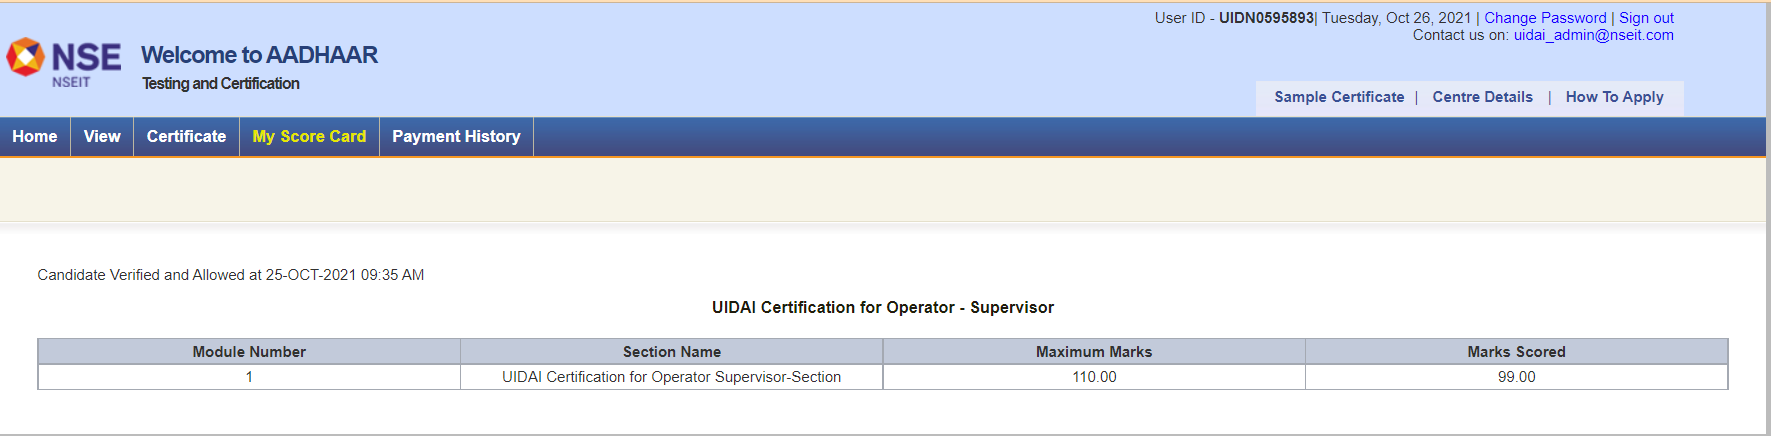 User ID - UIDN0595893| Tuesday, Oct 26, 2021 | Change Password | Sign out
Contact us on: uidai_admin@nseit.com
NSE
NSEIT
Welcome to AADHAAR
Testing and Certification
Sample Certificate | Centre Details | How To Apply
Home View Certificate My Score Card Payment History
Candidate Verified and Allowed at 25-OCT-2021 09:35 AM
UIDAI Certification for Operator - Supervisor
Module Number Section Name Maximum Marks Marks Scored
1 UIDAI Certification for Operator Supervisor-Section 110.00 99.00